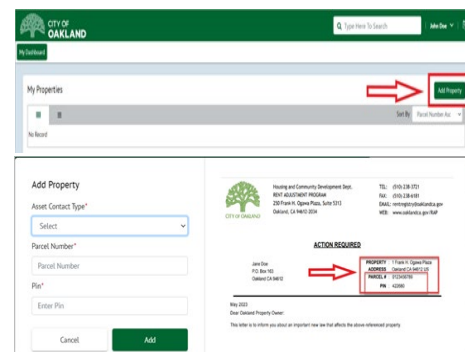 CITY OF
OAKLAND
Type Here To Search
John Doe
My Dashboard
My Properties
Add Property
Sort By Parcel Number Asc
No Record
Add Property
Asset Contact Type*
Select
Parcel Number*
Parcel Number
Pin*
Enter Pin
Cancel
Add
CITY OF OAKLAND
Housing and Community Development Dept.
RENT ADJUSTMENT PROGRAM
250 Frank H. Ogawa Plaza, Suite 5313
Oakland, CA 94612-2034
TEL: (510) 238-3721
FAX: (510) 238-6181
EMAIL: rentregistry@oaklandca.gov
WEB: www.oaklandca.gov/RAP
ACTION REQUIRED
Jane Doe
P.O. Box 163
Oakland CA 94612
PROPERTY : 1 Frank H. Ogawa Plaza
ADDRESS Oakland CA 94612 US
PARCEL # :
PIN :
May 2023
Dear Oakland Property Owner:
This letter is to inform you about an important new law that affects the above referenced property